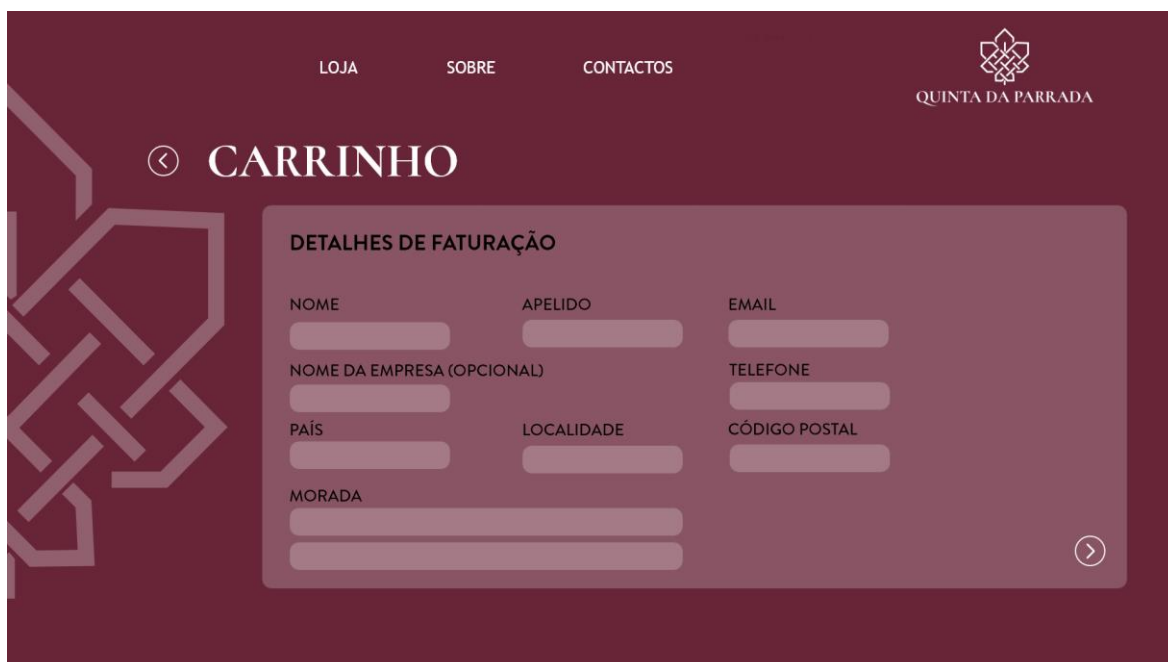 LOJA SOBRE CONTACTOS
QUINTA DA PARRADA
CARRINHO
DETALHES DE FATURAÇÃO
NOME APELIDO EMAIL
NOME DA EMPRESA (OPCIONAL) TELEFONE
PAÍS LOCALIDADE CÓDIGO POSTAL
MORADA